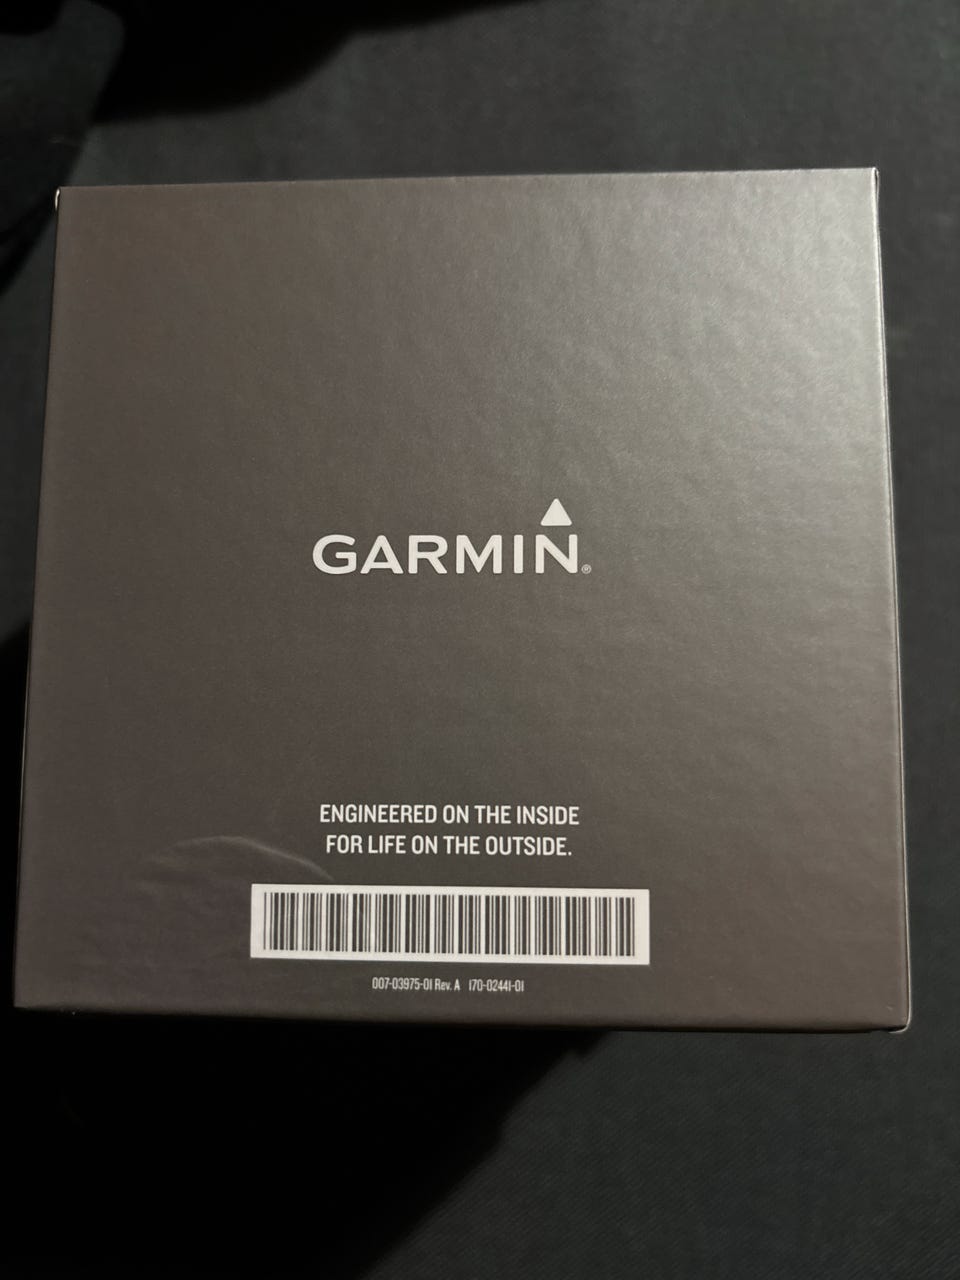 GARMIN®
ENGINEERED ON THE INSIDE
FOR LIFE ON THE OUTSIDE.
007-03975-01 Rev. A 170-02441-01